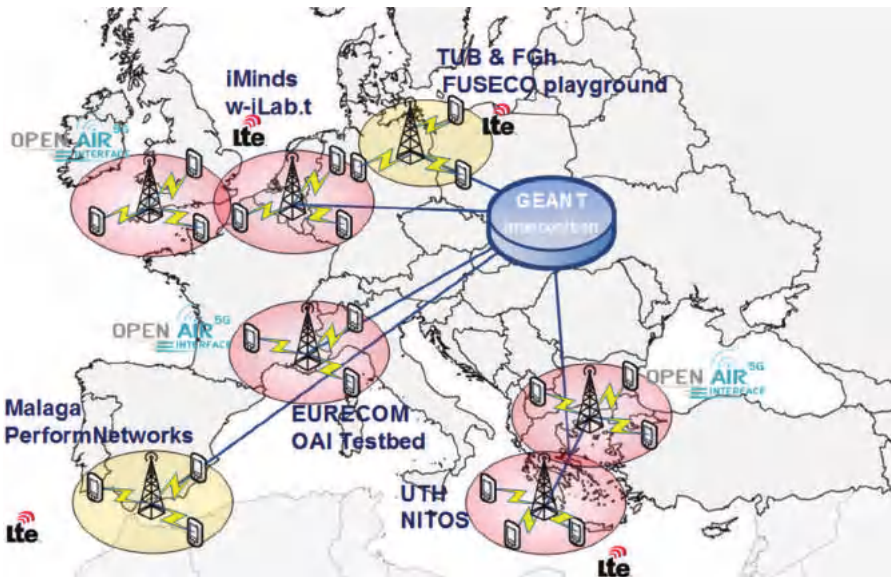 TUB & FGh
FUSECO playground
iMinds
w-iLab.t
lte
lte
OPEN AIR 5G
INTERFACE
GEANT
OPEN AIR 5G
INTERFACE
OPEN AIR 5G
INTERFACE
Malaga
PerformNetworks
EURECOM
OAI Testbed
UTH
NITOS
lte
lte